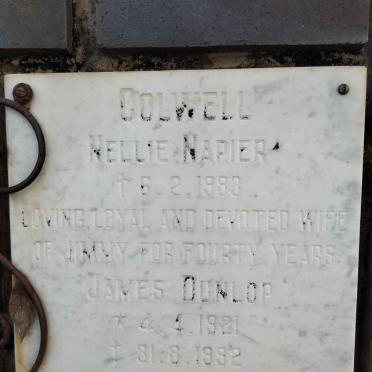 COLWELL
NELLIE NAPIER
† 6.2.1983
LOVING, LOYAL AND DEVOTED WIFE
OF JIMMY FOR FOURTY YEARS.
JAMES DUNLOP
* 4.4.1921
† 31.8.1982